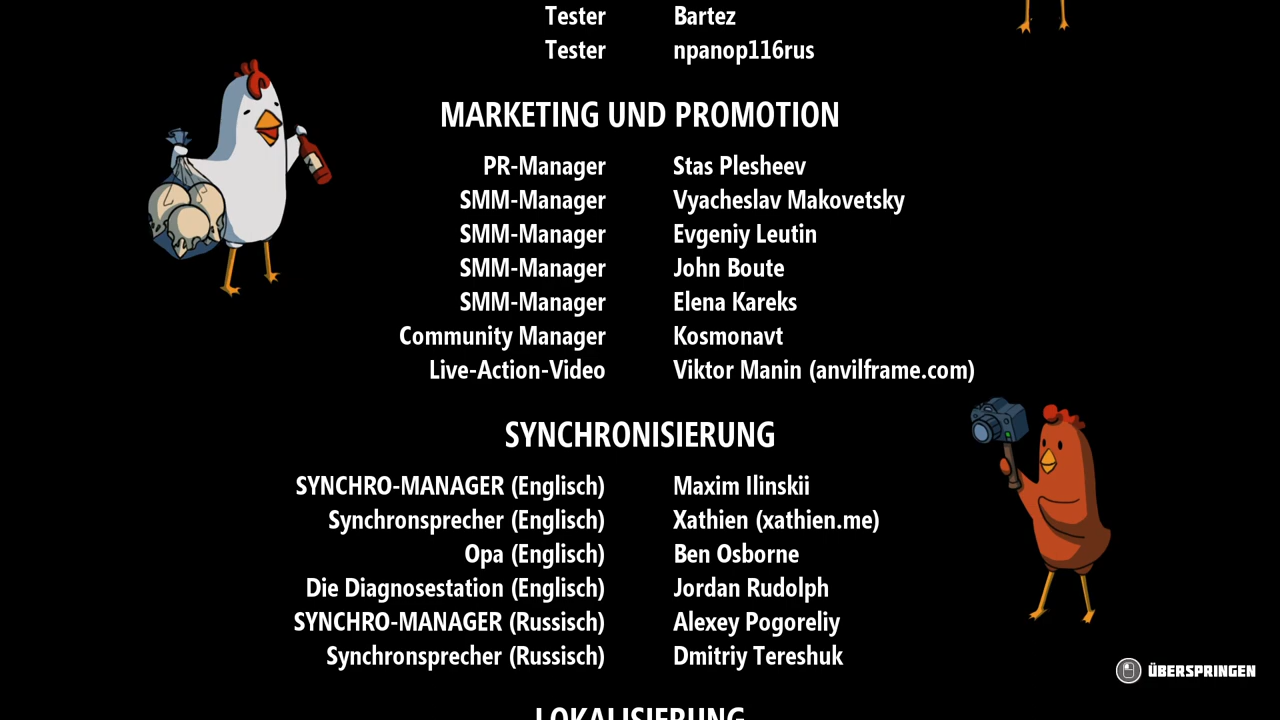 Tester Bartez
Tester npanop116rus
MARKETING UND PROMOTION
PR-Manager Stas Plesheev
SMM-Manager Vyacheslav Makovetsky
SMM-Manager Evgeniy Leutin
SMM-Manager John Boute
SMM-Manager Elena Kareks
Community Manager Kosmonavt
Live-Action-Video Viktor Manin (anvilframe.com)
SYNCHRONISIERUNG
SYNCHRO-MANAGER (Englisch) Maxim Ilinskii
Synchronsprecher (Englisch) Xathien (xathien.me)
Opa (Englisch) Ben Osborne
Die Diagnosestation (Englisch) Jordan Rudolph
SYNCHRO-MANAGER (Russisch) Alexey Pogoreliy
Synchronsprecher (Russisch) Dmitriy Tereshuk
ÜBERSPRINGEN
LOKALISIERUNG